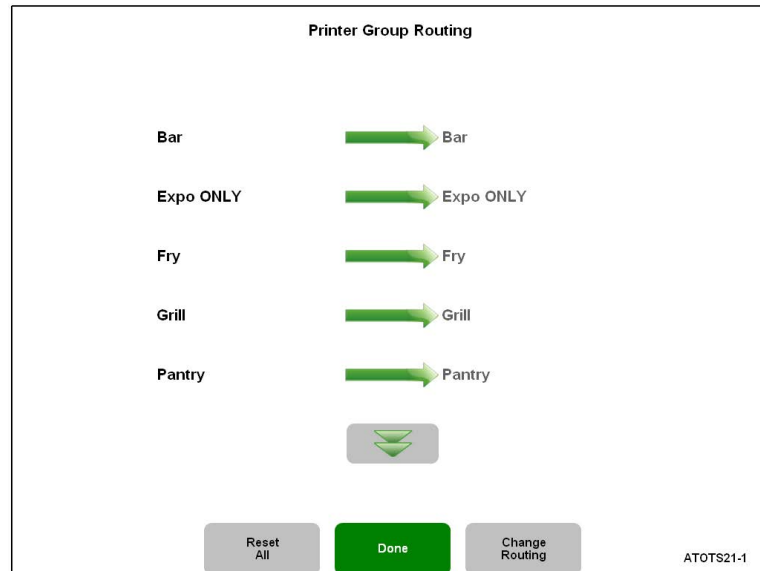 Printer Group Routing
Bar Bar
Expo ONLY Expo ONLY
Fry Fry
Grill Grill
Pantry Pantry
Reset
All
Done
Change
Routing
ATOTS21-1